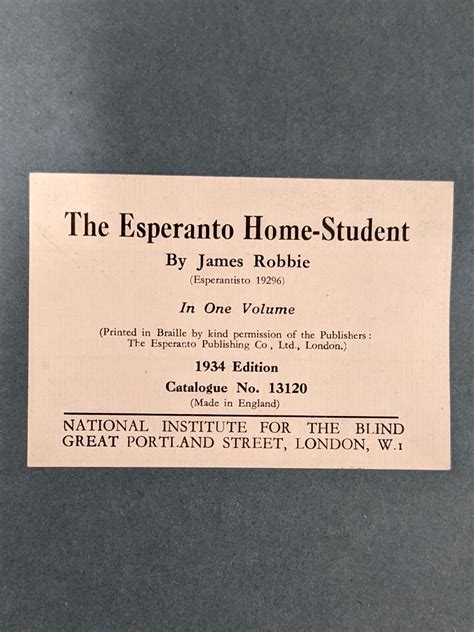 The Esperanto Home-Student
By James Robbie
(Esperantisto 19296)
In One Volume
(Printed in Braille by kind permission of the Publishers:
The Esperanto Publishing Co, Ltd., London.)
1934 Edition
Catalogue No. 13120
(Made in England)
NATIONAL INSTITUTE FOR THE BLIND
GREAT PORTLAND STREET, LONDON, W.1